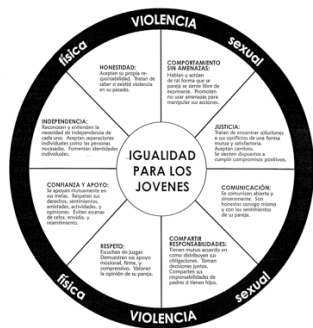 VIOLENCIA
física
sexual
HONESTIDAD:
Aceptan su propia re-
sponsabilidad. Tratan de
saber si existió violencia
en su pasado.
COMPORTAMIENTO
SIN AMENAZAS:
Hablan y actúan
de tal forma que se
pareja se siente libre de
expresarse. Promoten
no usar amenazas para
manipular sus acciones.
INDEPENDENCIA:
Reconocen y entienden la
necesidad de independencia de
cada uno. Aceptan separaciones
individuales como las personas
necesadas. Fomentan identidades
individuales.
JUSTICIA:
Tratan de encontrar soluciones
a sus conflictos de una forma
mutua y satisfactoria.
Aceptan cambios.
Se sienten dispuestos a
cumplir compromisos positivos.
IGUALIDAD
PARA LOS
JOVENES
CONFIANZA Y APOYO:
Se apoyan mutuamente en
sus metas. Respetan sus
derechos, sentimientos,
amistades, actividades, y
opiniones. Evitan escenas
de celos, envidia, y
resentimiento.
COMUNICACIÓN:
Se comunican abierta y
sinceramente. Son
honestos consigo mismo
y con los sentimientos
de su pareja.
RESPETO:
Escuchan sin juzgar.
Demuestran sus apoyo
emocional, firme, y
comprensivo. Valoran
la opinión de su pareja.
COMPARTIR
RESPONSABILIDADES:
Tienen mutuo acuerdo en
como distribuyen sus
obligaciones. Toman
decisiones justas.
Comparten sus
responsabilidades de
padres si tienen hijos.
física
sexual
VIOLENCIA